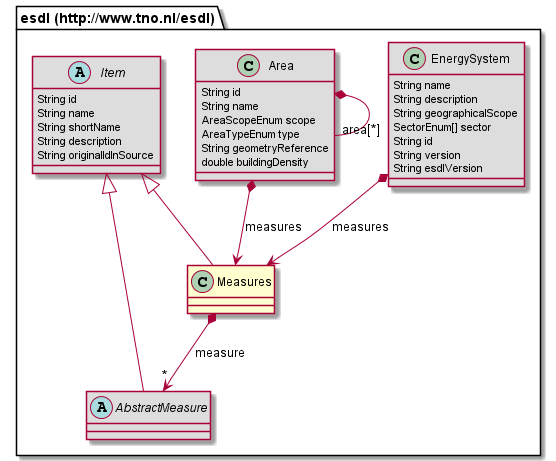 esdl (http://www.tno.nl/esdl)
A Item
String id
String name
String shortName
String description
String originalIdInSource
C Area
String id
String name
AreaScopeEnum scope
AreaTypeEnum type
String geometryReference
double buildingDensity
area[*]
C EnergySystem
String name
String description
String geographicalScope
SectorEnum[] sector
String id
String version
String esdlVersion
measures
measures
C Measures
measure
*
A AbstractMeasure